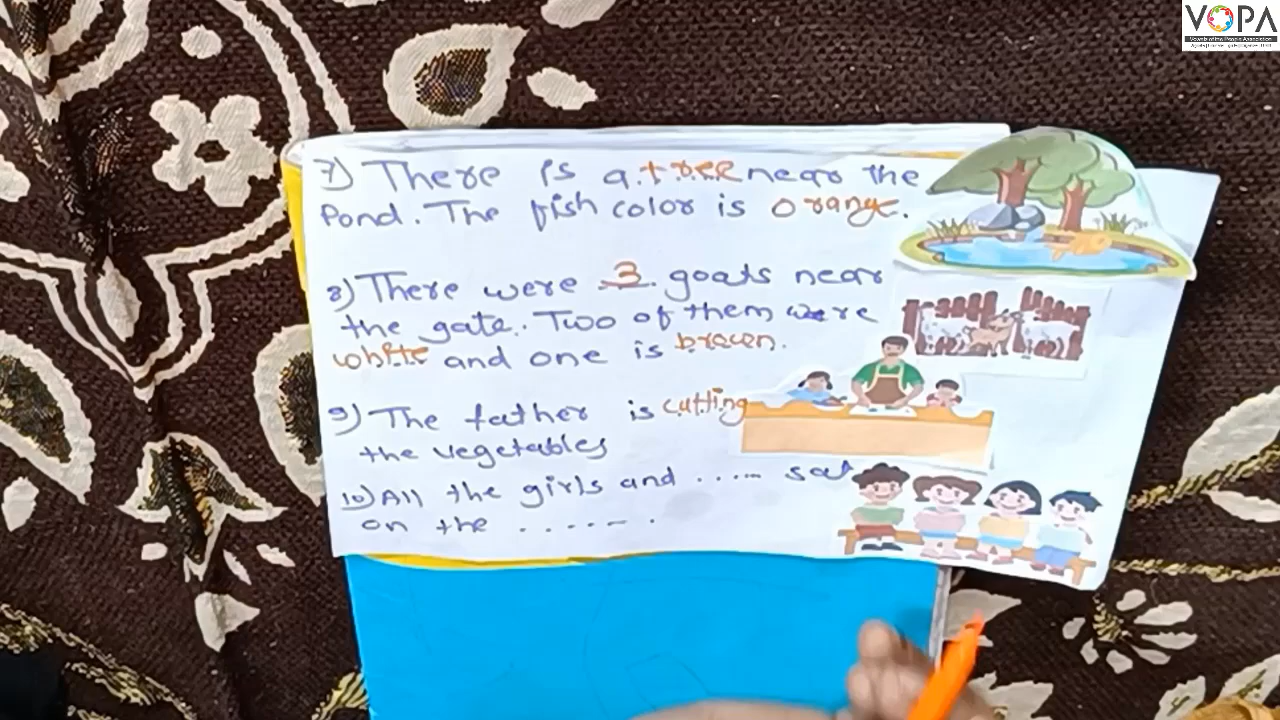 VOPA
7) There is a tree near the
Pond. The fish color is orange.
8) There were 3 goats near
the gate. Two of them were
white and one is brown.
9) The father is cutting
the vegetables
10) All the girls and ..... sat
on the ...... .